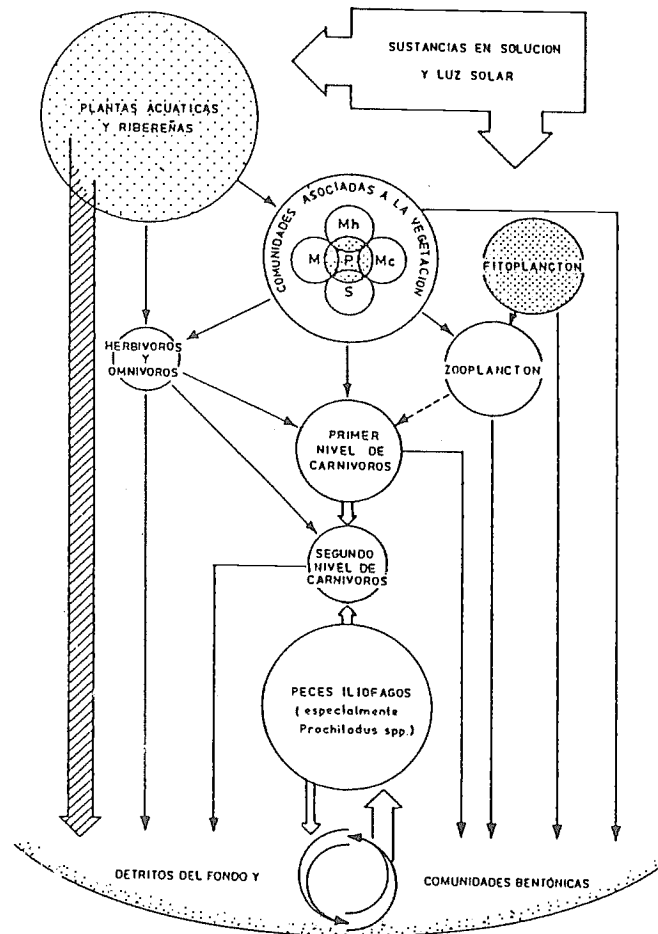 SUSTANCIAS EN SOLUCION
Y LUZ SOLAR
PLANTAS ACUATICAS
Y RIBEREÑAS
COMUNIDADES ASOCIADAS A LA VEGETACION
Mh
M
P
Mc
S
FITOPLANCTON
HERBIVOROS
Y
OMNIVOROS
ZOOPLANCTON
PRIMER
NIVEL DE
CARNIVOROS
SEGUNDO
NIVEL DE
CARNIVOROS
PECES ILIOFAGOS
(especialmente
Prochilodus spp.)
DETRITOS DEL FONDO Y
COMUNIDADES BENTÓNICAS